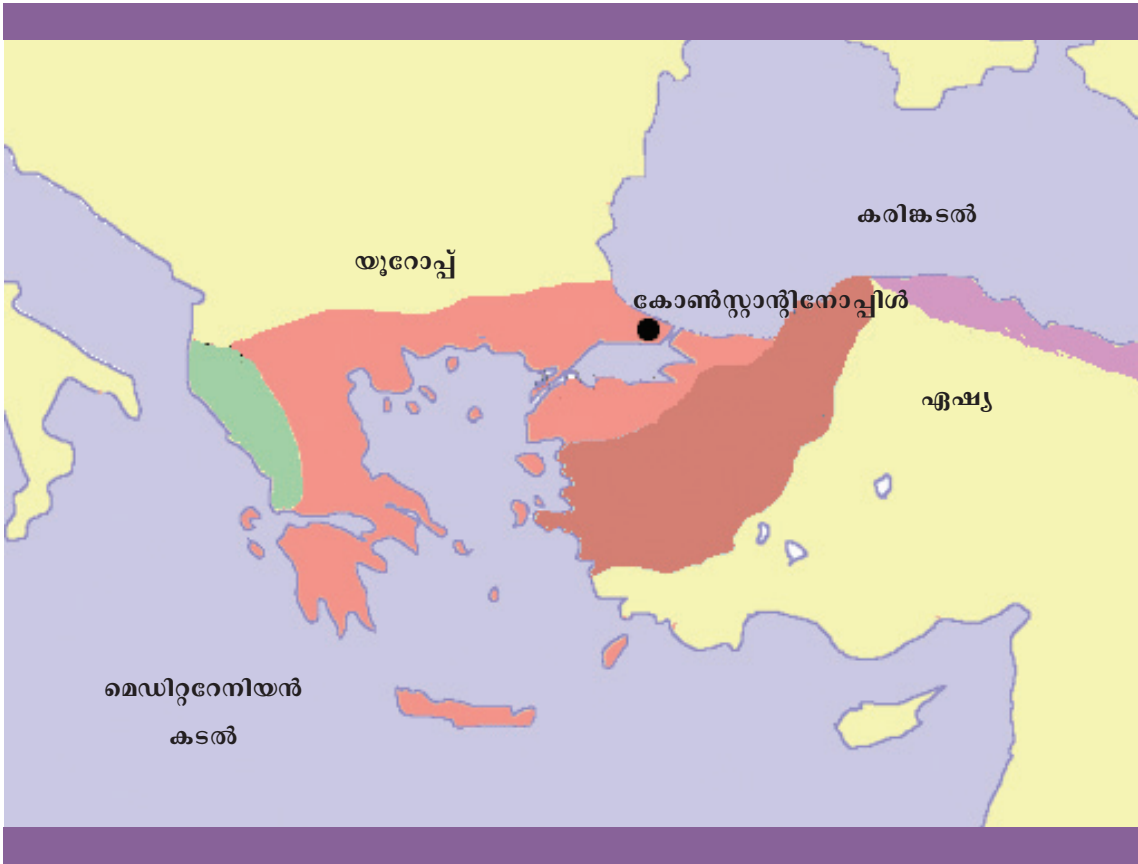 കരിങ്കടൽ
യൂറോപ്പ്
കോൺസ്റ്റാന്റിനോപ്പിൾ
ഏഷ്യ
മെഡിറ്ററേനിയൻ
കടൽ